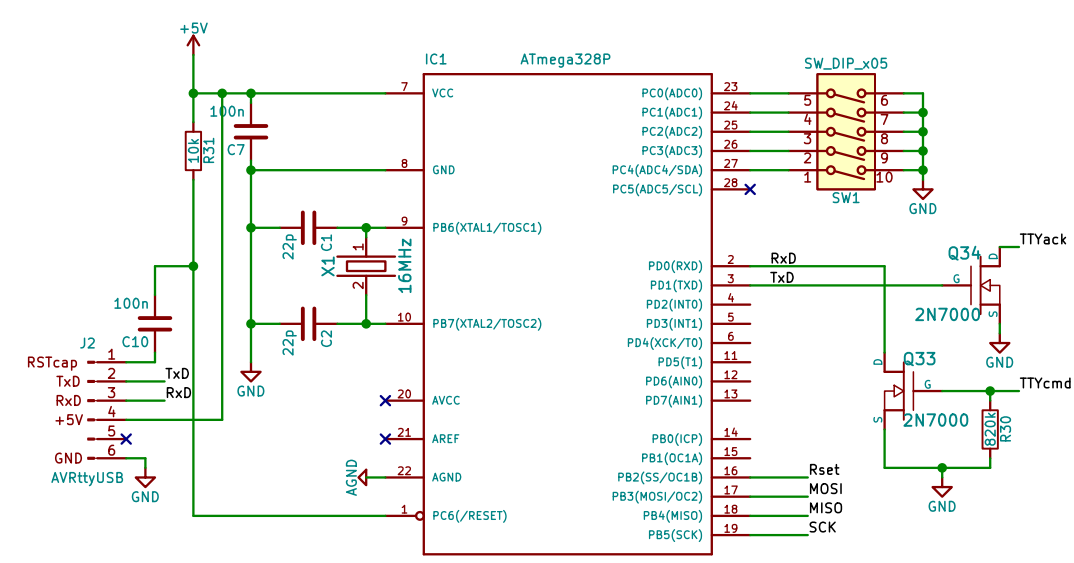 +5V
IC1
ATmega328P
SW_DIP_x05
100n
C7
10k
R31
7
VCC
8
GND
9
PB6(XTAL1/TOSC1)
10
PB7(XTAL2/TOSC2)
20
AVCC
21
AREF
22
AGND
1
PC6(/RESET)
22p
C1
X1
1
2
16MHz
22p
C2
GND
AGND
100n
C10
J2
RSTcap
1
TxD
2
TxD
RxD
3
RxD
+5V
4
5
GND
6
AVRttyUSB
GND
PC0(ADC0)
23
PC1(ADC1)
24
PC2(ADC2)
25
PC3(ADC3)
26
PC4(ADC4/SDA)
27
PC5(ADC5/SCL)
28
PD0(RXD)
2
RxD
PD1(TXD)
3
TxD
PD2(INT0)
4
PD3(INT1)
5
PD4(XCK/T0)
6
PD5(T1)
11
PD6(AIN0)
12
PD7(AIN1)
13
PB0(ICP)
14
PB1(OC1A)
15
PB2(SS/OC1B)
16
Rset
PB3(MOSI/OC2)
17
MOSI
PB4(MISO)
18
MISO
PB5(SCK)
19
SCK
5
6
4
7
3
8
2
9
1
10
SW1
GND
TTYack
Q34
D
G
S
2N7000
GND
Q33
D
G
S
2N7000
TTYcmd
820k
R30
GND